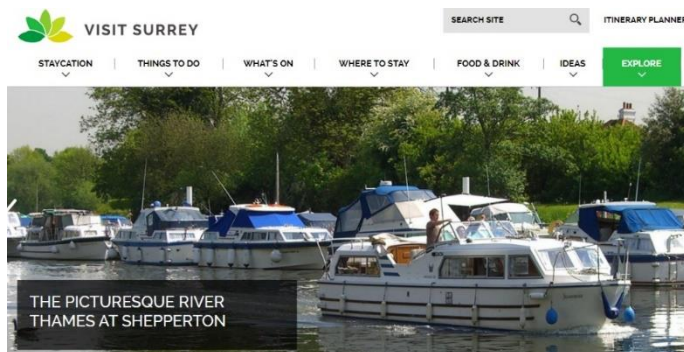 VISIT SURREY
SEARCH SITE
ITINERARY PLANNER
STAYCATION
THINGS TO DO
WHAT'S ON
WHERE TO STAY
FOOD & DRINK
IDEAS
EXPLORE
THE PICTURESQUE RIVER
THAMES AT SHEPPERTON